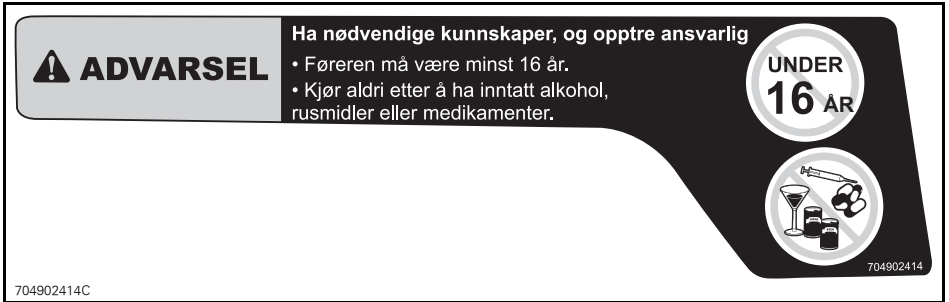 ADVARSEL
Ha nødvendige kunnskaper, og opptre ansvarlig
• Føreren må være minst 16 år.
• Kjør aldri etter å ha inntatt alkohol,
rusmidler eller medikamenter.
UNDER
16 ÅR
704902414
704902414C